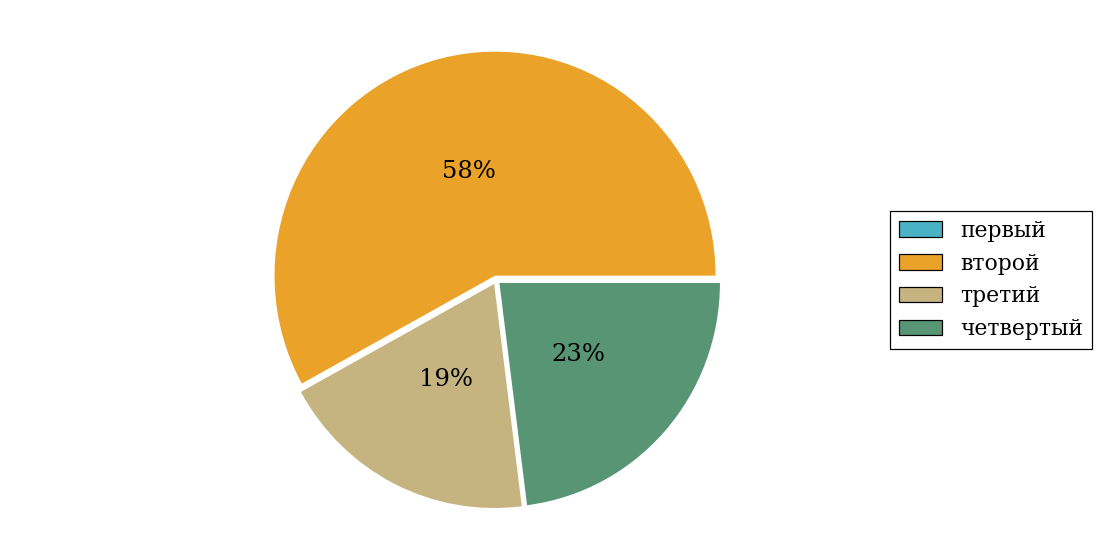 58%
19%
23%
первый
второй
третий
четвертый